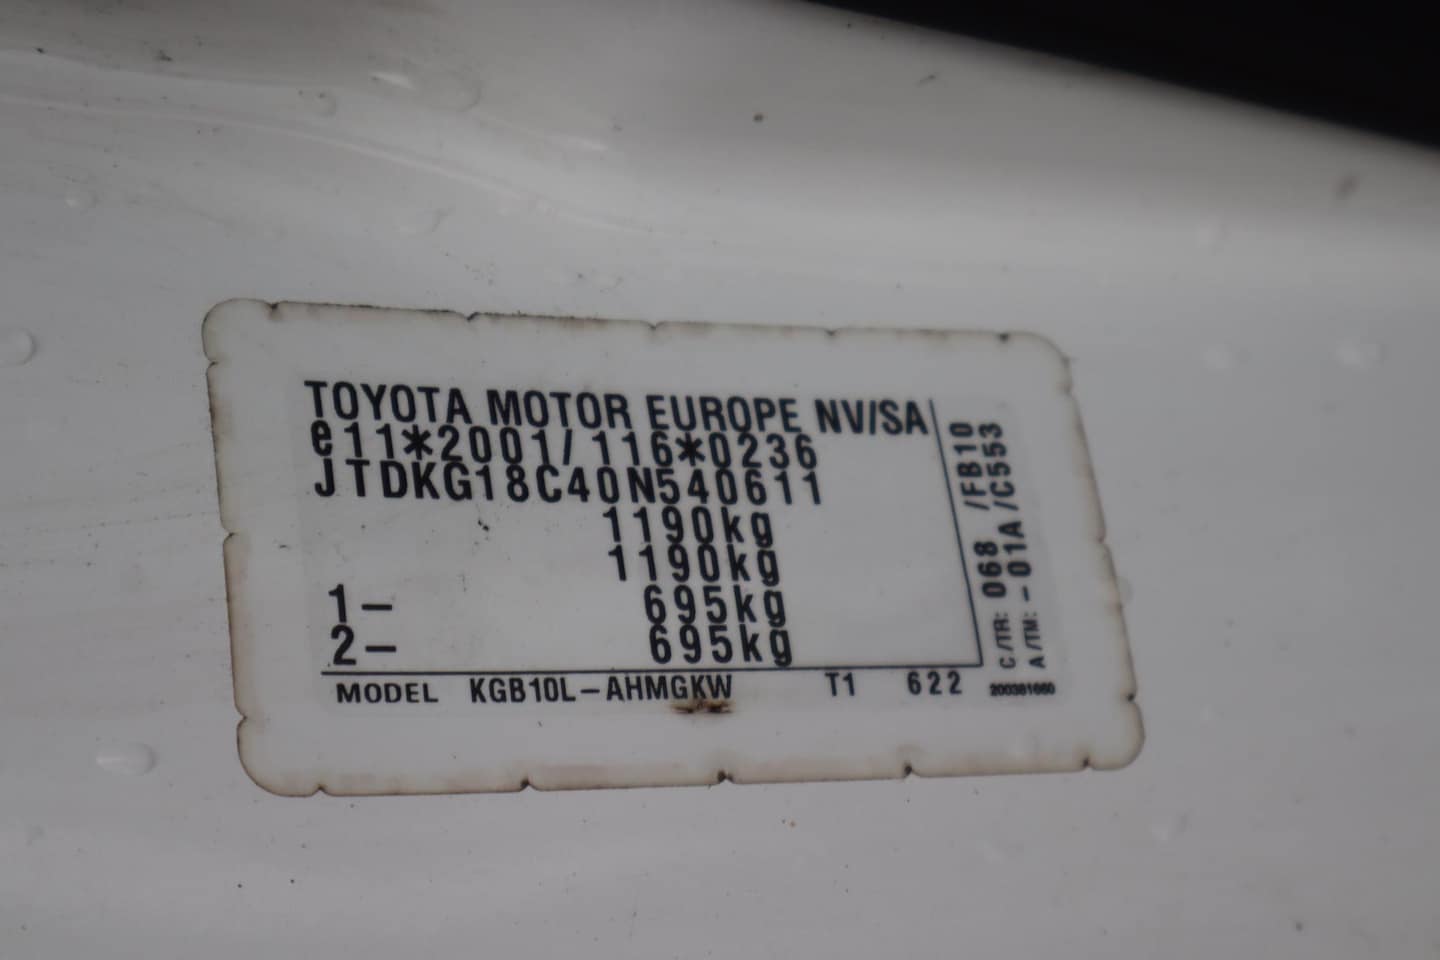 TOYOTA MOTOR EUROPE NV/SA
e11*2001/116*0236
JTDKG18C40N540611
1190kg
1190kg
1- 695kg
2- 695kg
MODEL KGB10L-AHMGKW T1 622
C/TR: 068 /FB10
A/TM: -01A /C553
200381660